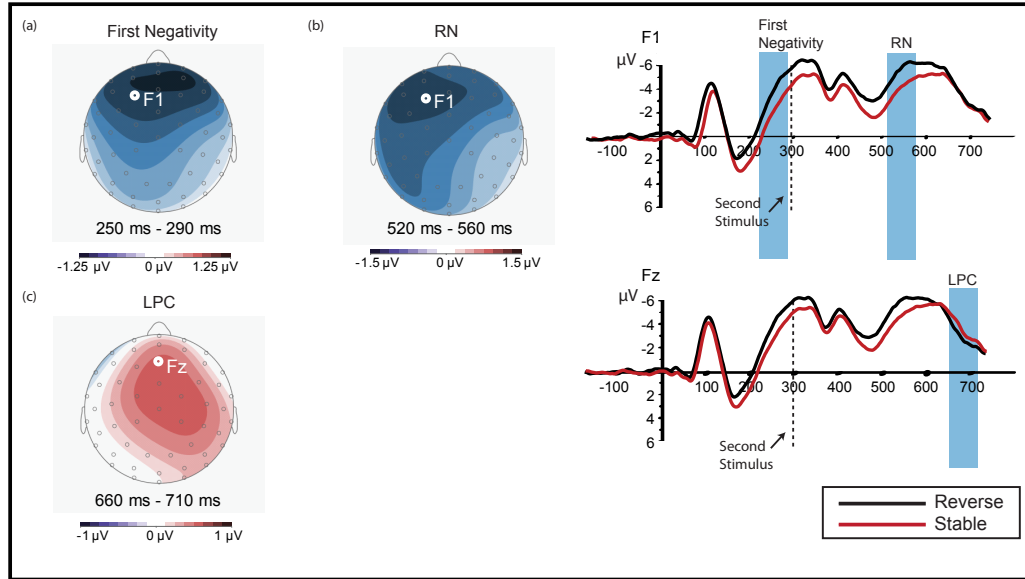 (a)
First Negativity
F1
250 ms - 290 ms
-1.25 µV 0 µV 1.25 µV
(b)
RN
F1
520 ms - 560 ms
-1.5 µV 0 µV 1.5 µV
(c)
LPC
Fz
660 ms - 710 ms
-1 µV 0 µV 1 µV
F1
µV
First
Negativity
RN
-6
-4
-2
2
4
6
-100 100 200 300 400 500 600 700
Second
Stimulus
Fz
µV
LPC
-6
-4
-2
2
4
6
-100 100 200 300 400 500 600 700
Second
Stimulus
Reverse
Stable